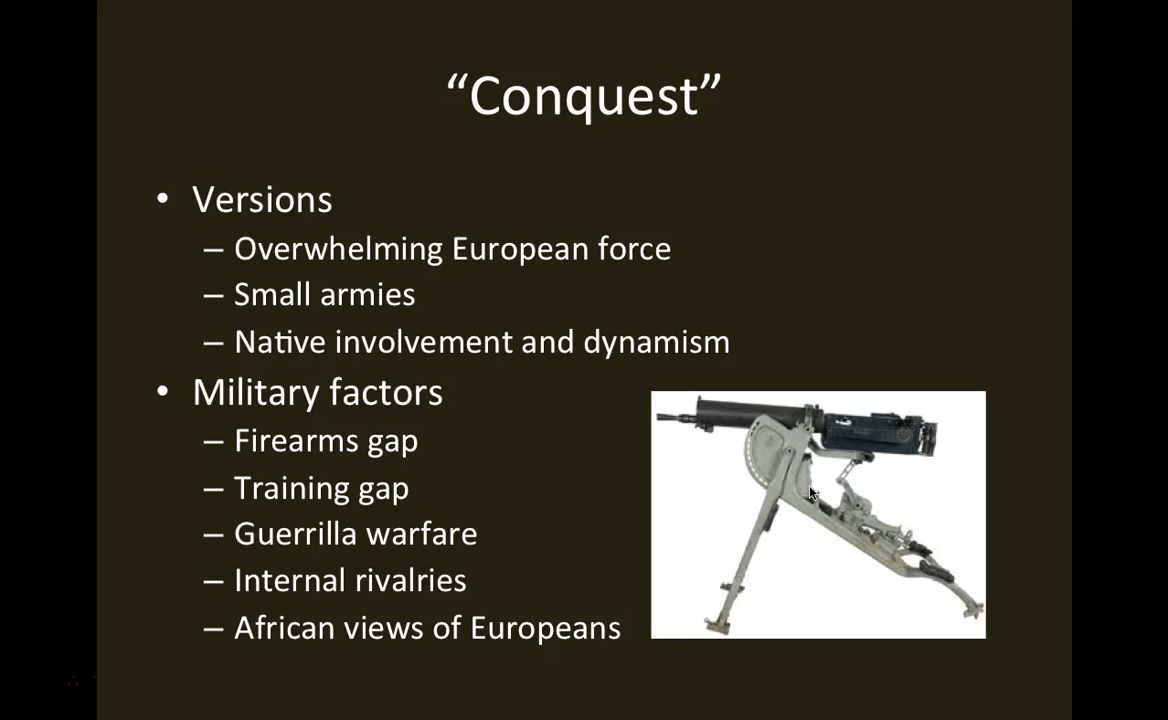 “Conquest”
• Versions
– Overwhelming European force
– Small armies
– Native involvement and dynamism
• Military factors
– Firearms gap
– Training gap
– Guerrilla warfare
– Internal rivalries
– African views of Europeans